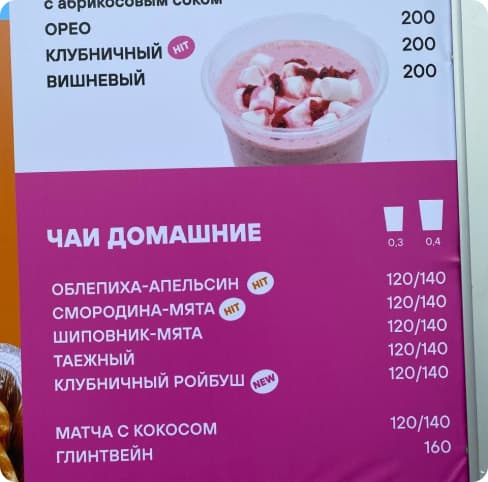 с абрикосовым соком
ОРЕО 200
КЛУБНИЧНЫЙ HIT 200
ВИШНЕВЫЙ 200
ЧАИ ДОМАШНИЕ
0,3 0,4
ОБЛЕПИХА-АПЕЛЬСИН HIT 120/140
СМОРОДИНА-МЯТА HIT 120/140
ШИПОВНИК-МЯТА 120/140
ТАЕЖНЫЙ 120/140
КЛУБНИЧНЫЙ РОЙБУШ NEW 120/140
МАТЧА С КОКОСОМ 120/140
ГЛИНТВЕЙН 160